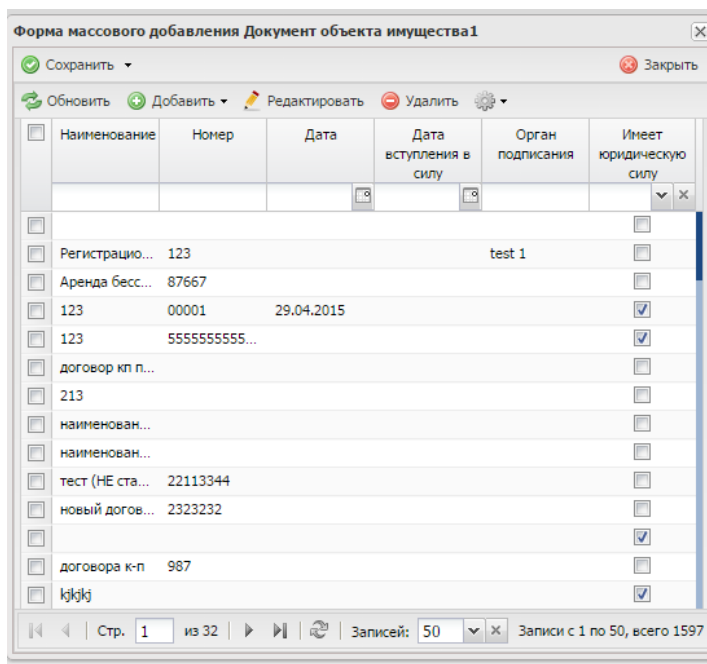 Форма массового добавления Документ объекта имущества1
Сохранить Закрыть
Обновить Добавить Редактировать Удалить
Наименование Номер Дата Дата вступления в силу Орган подписания Имеет юридическую силу
Регистрацио... 123 test 1
Аренда бесс... 87667
123 00001 29.04.2015
123 5555555555...
договор кп п...
213
наименован...
наименован...
тест (НЕ ста... 22113344
новый догов... 2323232
договора к-п 987
kjkjkj
Стр. 1 из 32 Записей: 50 Записи с 1 по 50, всего 1597